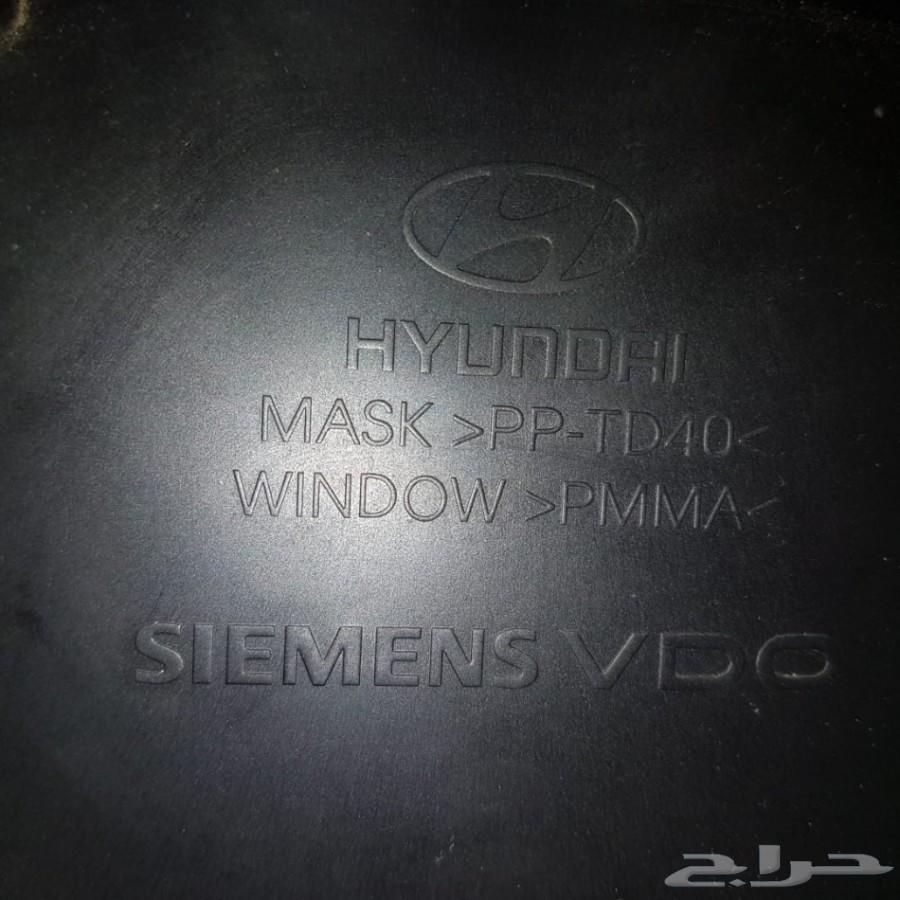 HYUNDAI
MASK >PP-TD40<
WINDOW >PMMA<
SIEMENS VDO
حراج